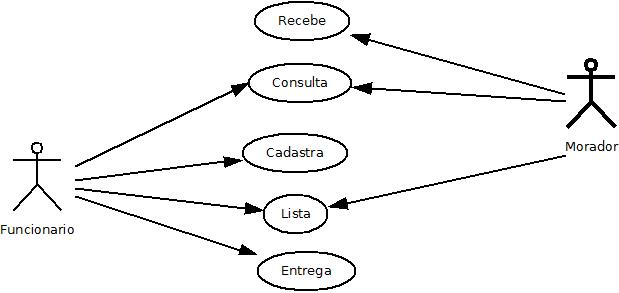 Recebe
Consulta
Cadastra
Lista
Entrega
Funcionario
Morador